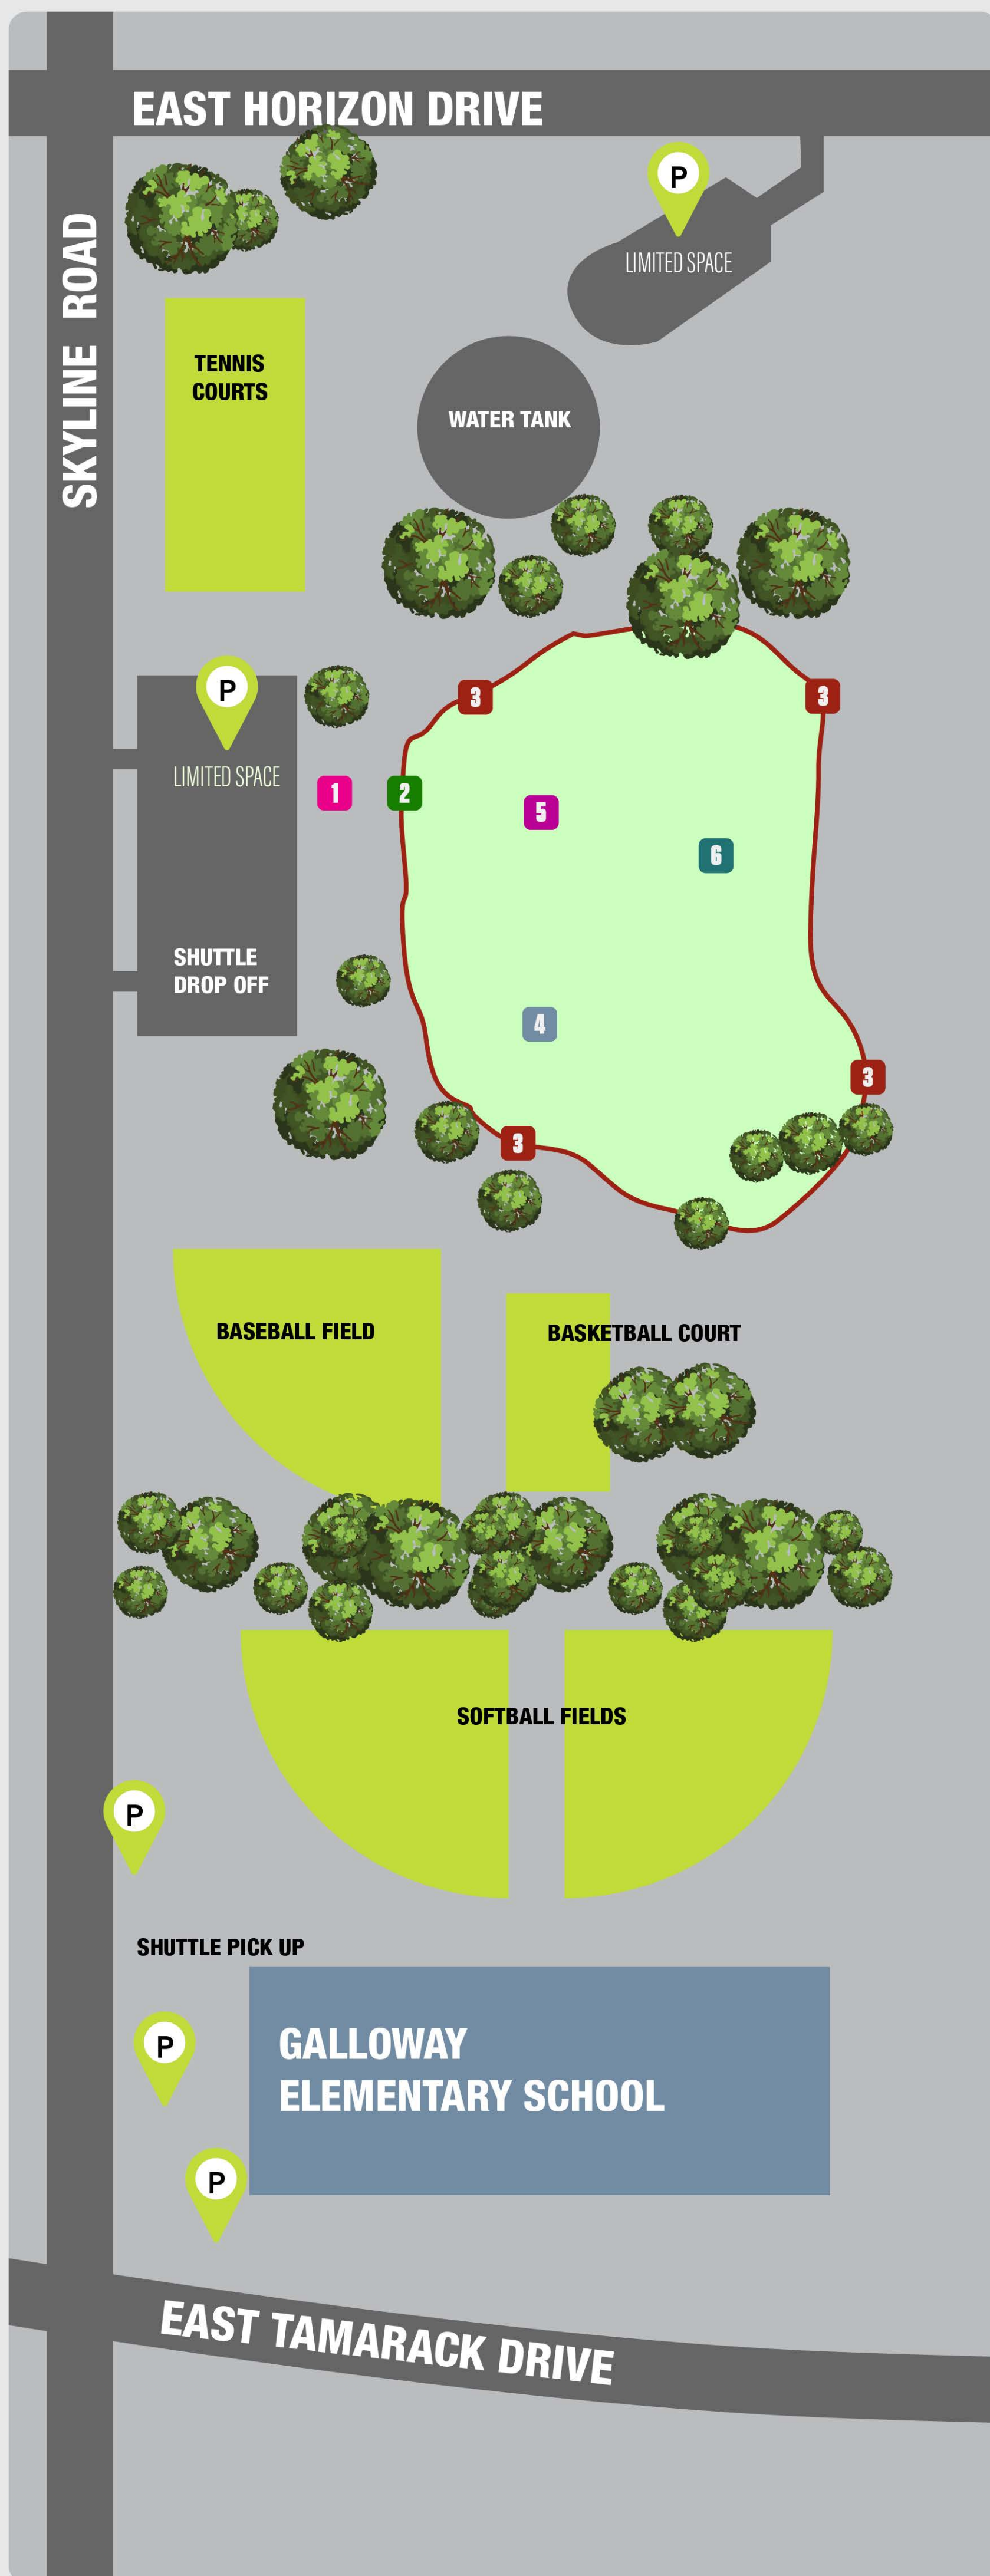 EAST HORIZON DRIVE
P
LIMITED SPACE
SKYLINE ROAD
TENNIS
COURTS
WATER TANK
P
LIMITED SPACE
3
3
1
2
5
6
SHUTTLE
DROP OFF
4
3
3
BASEBALL FIELD
BASKETBALL COURT
SOFTBALL FIELDS
P
SHUTTLE PICK UP
P
GALLOWAY
ELEMENTARY SCHOOL
P
EAST TAMARACK DRIVE